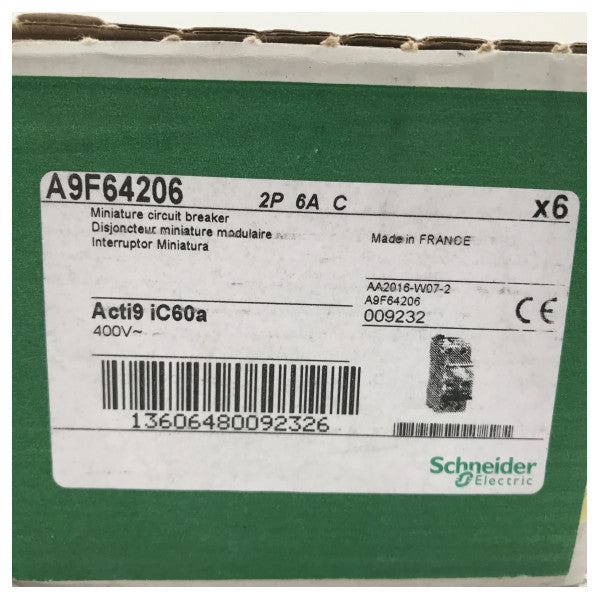 A9F64206 2P 6A C x6
Miniature circuit breaker
Disjoncteur miniature modulaire
Interruptor Miniatura
Made in FRANCE
AA2016-W07-2
A9F64206
009232
CE
Acti9 iC60a
400V~
13606480092326
Schneider
Electric